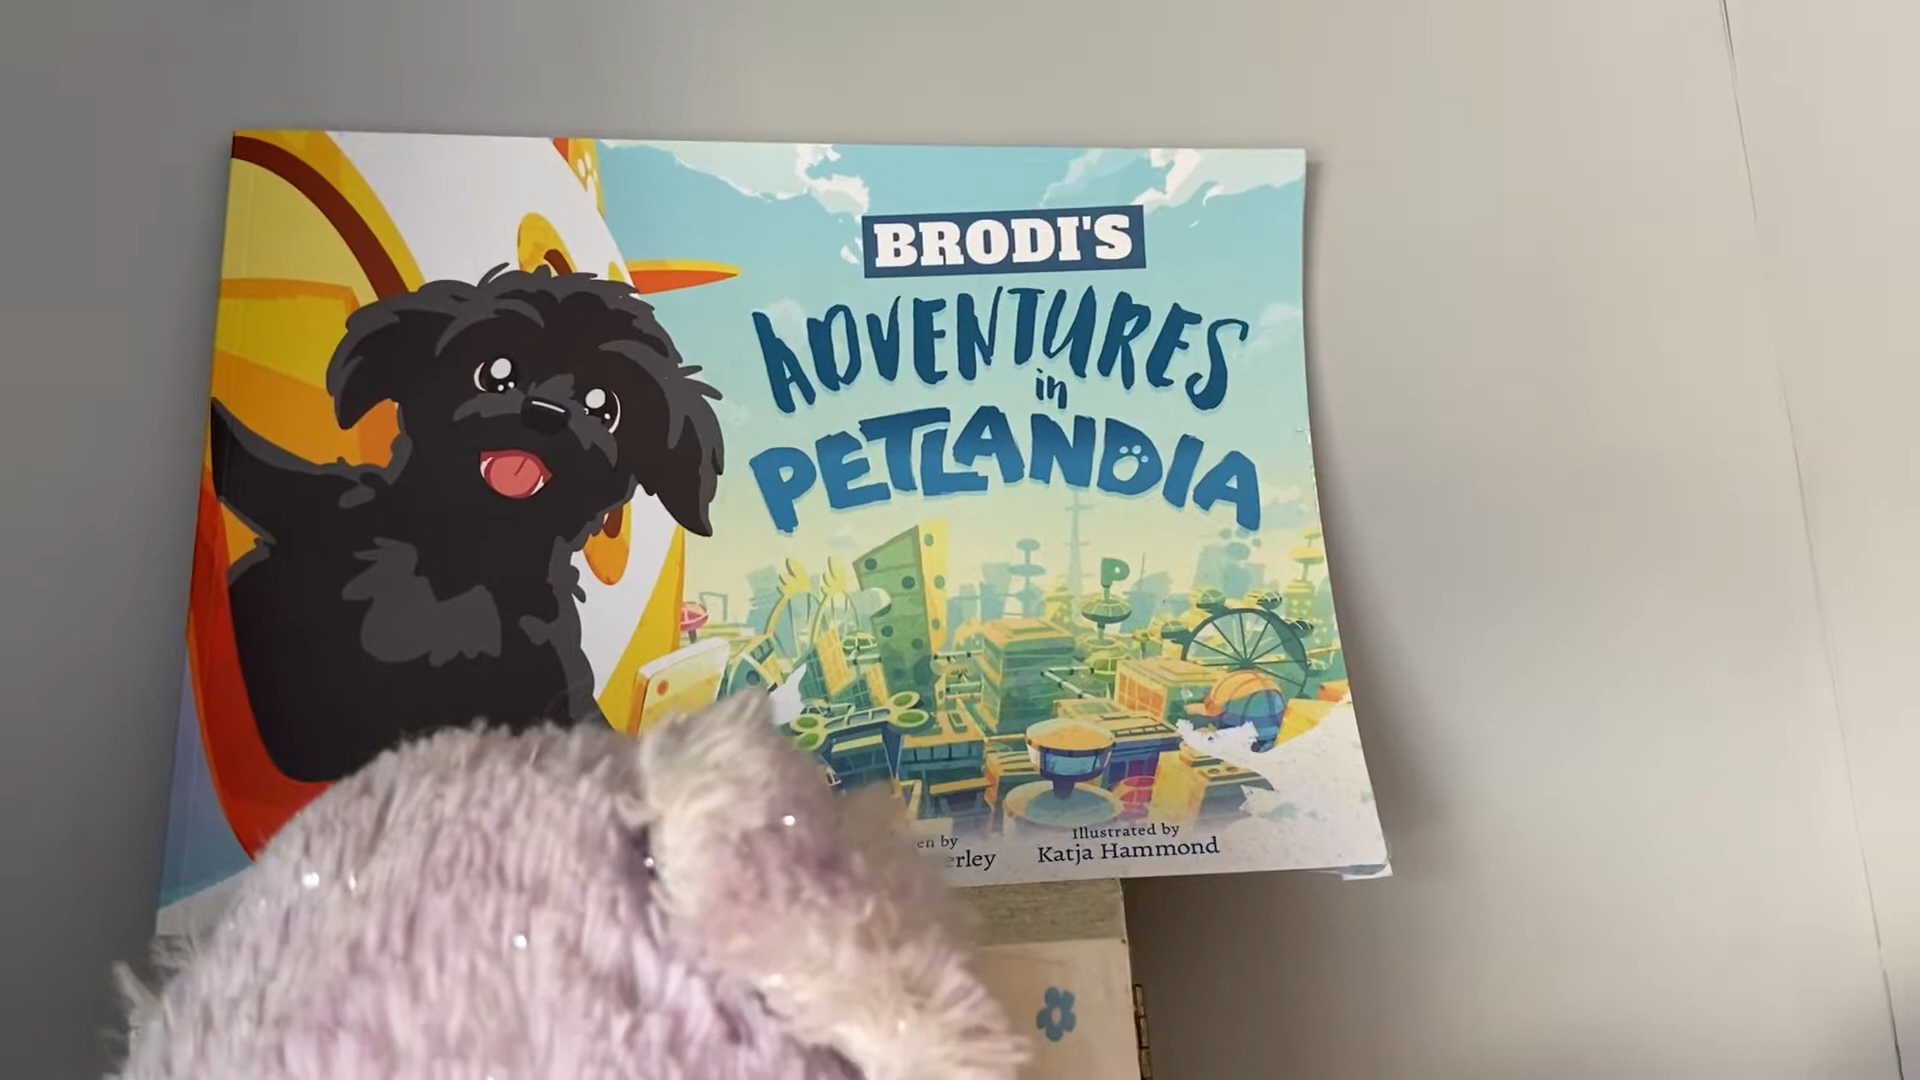 BRODI'S
ADVENTURES
in
PETLANDIA
P
Illustrated by
Katja Hammond